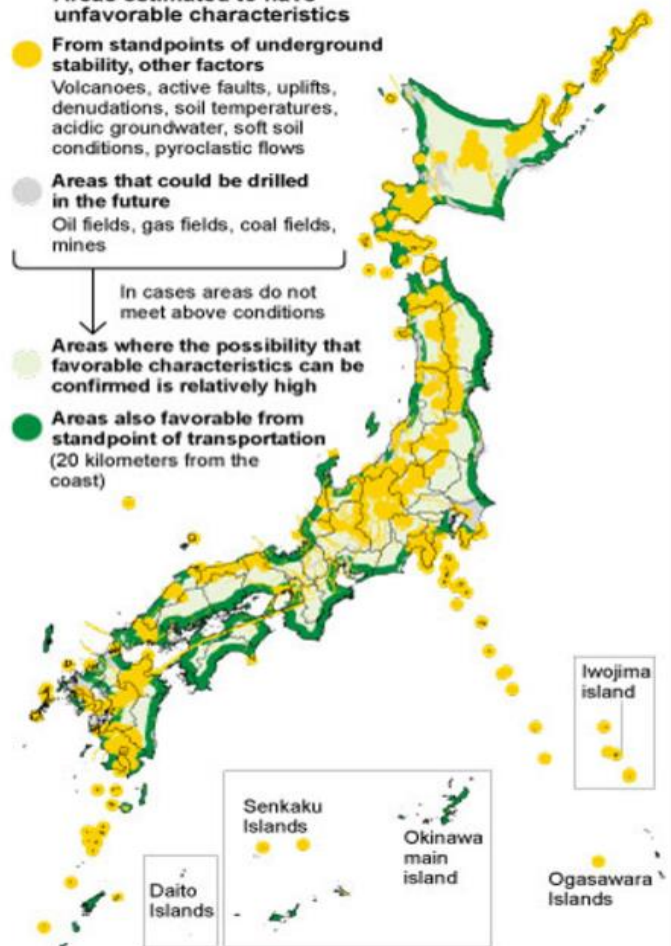 unfavorable characteristics
From standpoints of underground
stability, other factors
Volcanoes, active faults, uplifts,
denudations, soil temperatures,
acidic groundwater, soft soil
conditions, pyroclastic flows
Areas that could be drilled
in the future
Oil fields, gas fields, coal fields,
mines
In cases areas do not
meet above conditions
Areas where the possibility that
favorable characteristics can be
confirmed is relatively high
Areas also favorable from
standpoint of transportation
(20 kilometers from the
coast)
Iwojima
island
Senkaku
Islands
Okinawa
main
island
Daito
Islands
Ogasawara
Islands